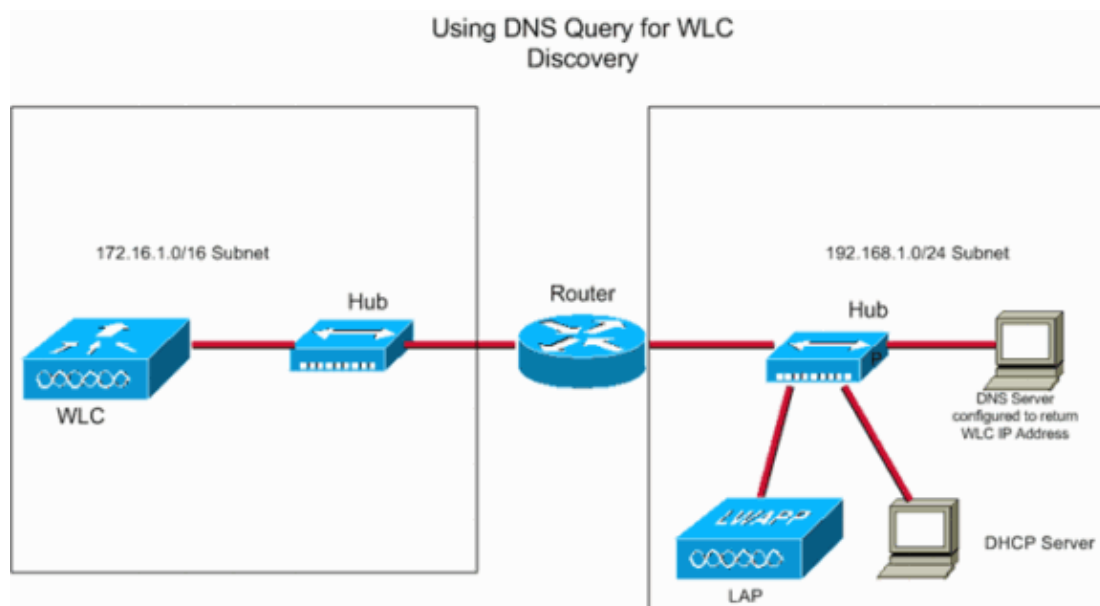 Using DNS Query for WLC
Discovery
172.16.1.0/16 Subnet
Hub
WLC
Router
192.168.1.0/24 Subnet
Hub
P
DNS Server
configured to return
WLC IP Address
LWAPP
LAP
DHCP Server